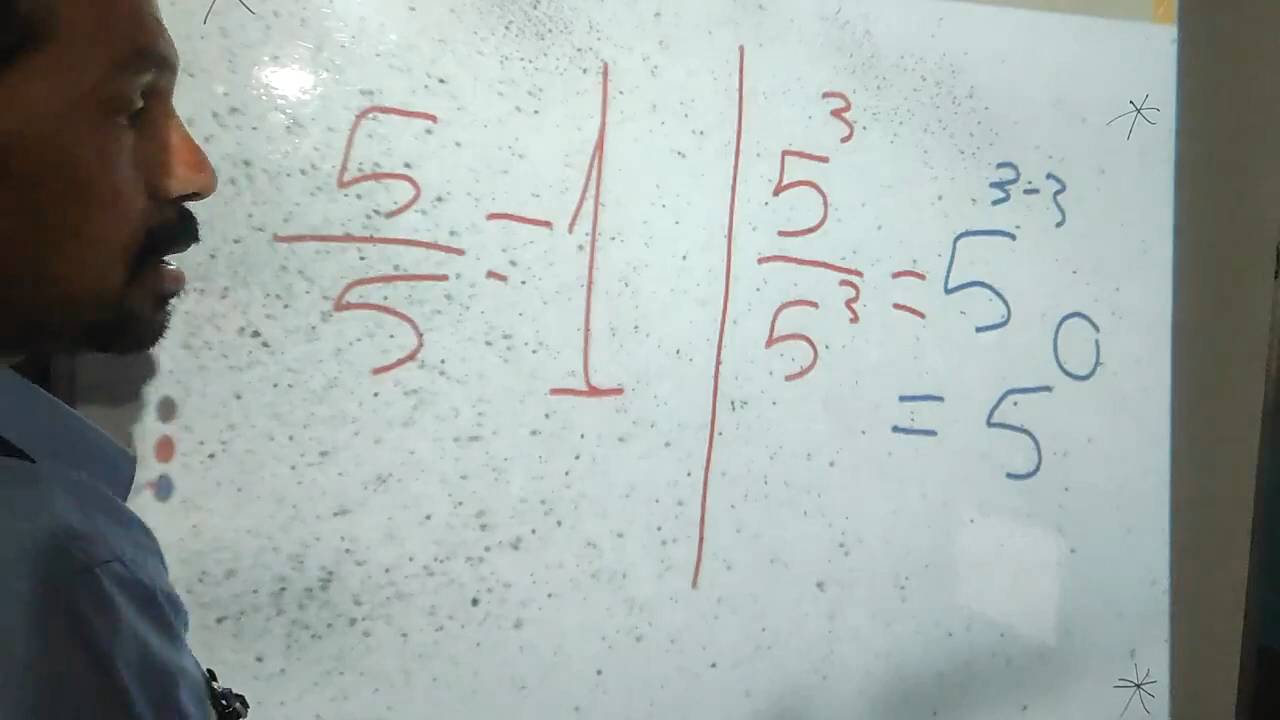 5/5 = 1
5³/5³ = 5³⁻³
= 5⁰